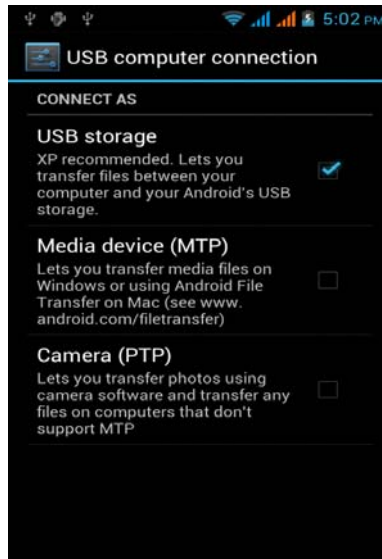 5:02 PM
USB computer connection
CONNECT AS
USB storage
XP recommended. Lets you
transfer files between your
computer and your Android's USB
storage.
Media device (MTP)
Lets you transfer media files on
Windows or using Android File
Transfer on Mac (see www.
android.com/filetransfer)
Camera (PTP)
Lets you transfer photos using
camera software and transfer any
files on computers that don't
support MTP